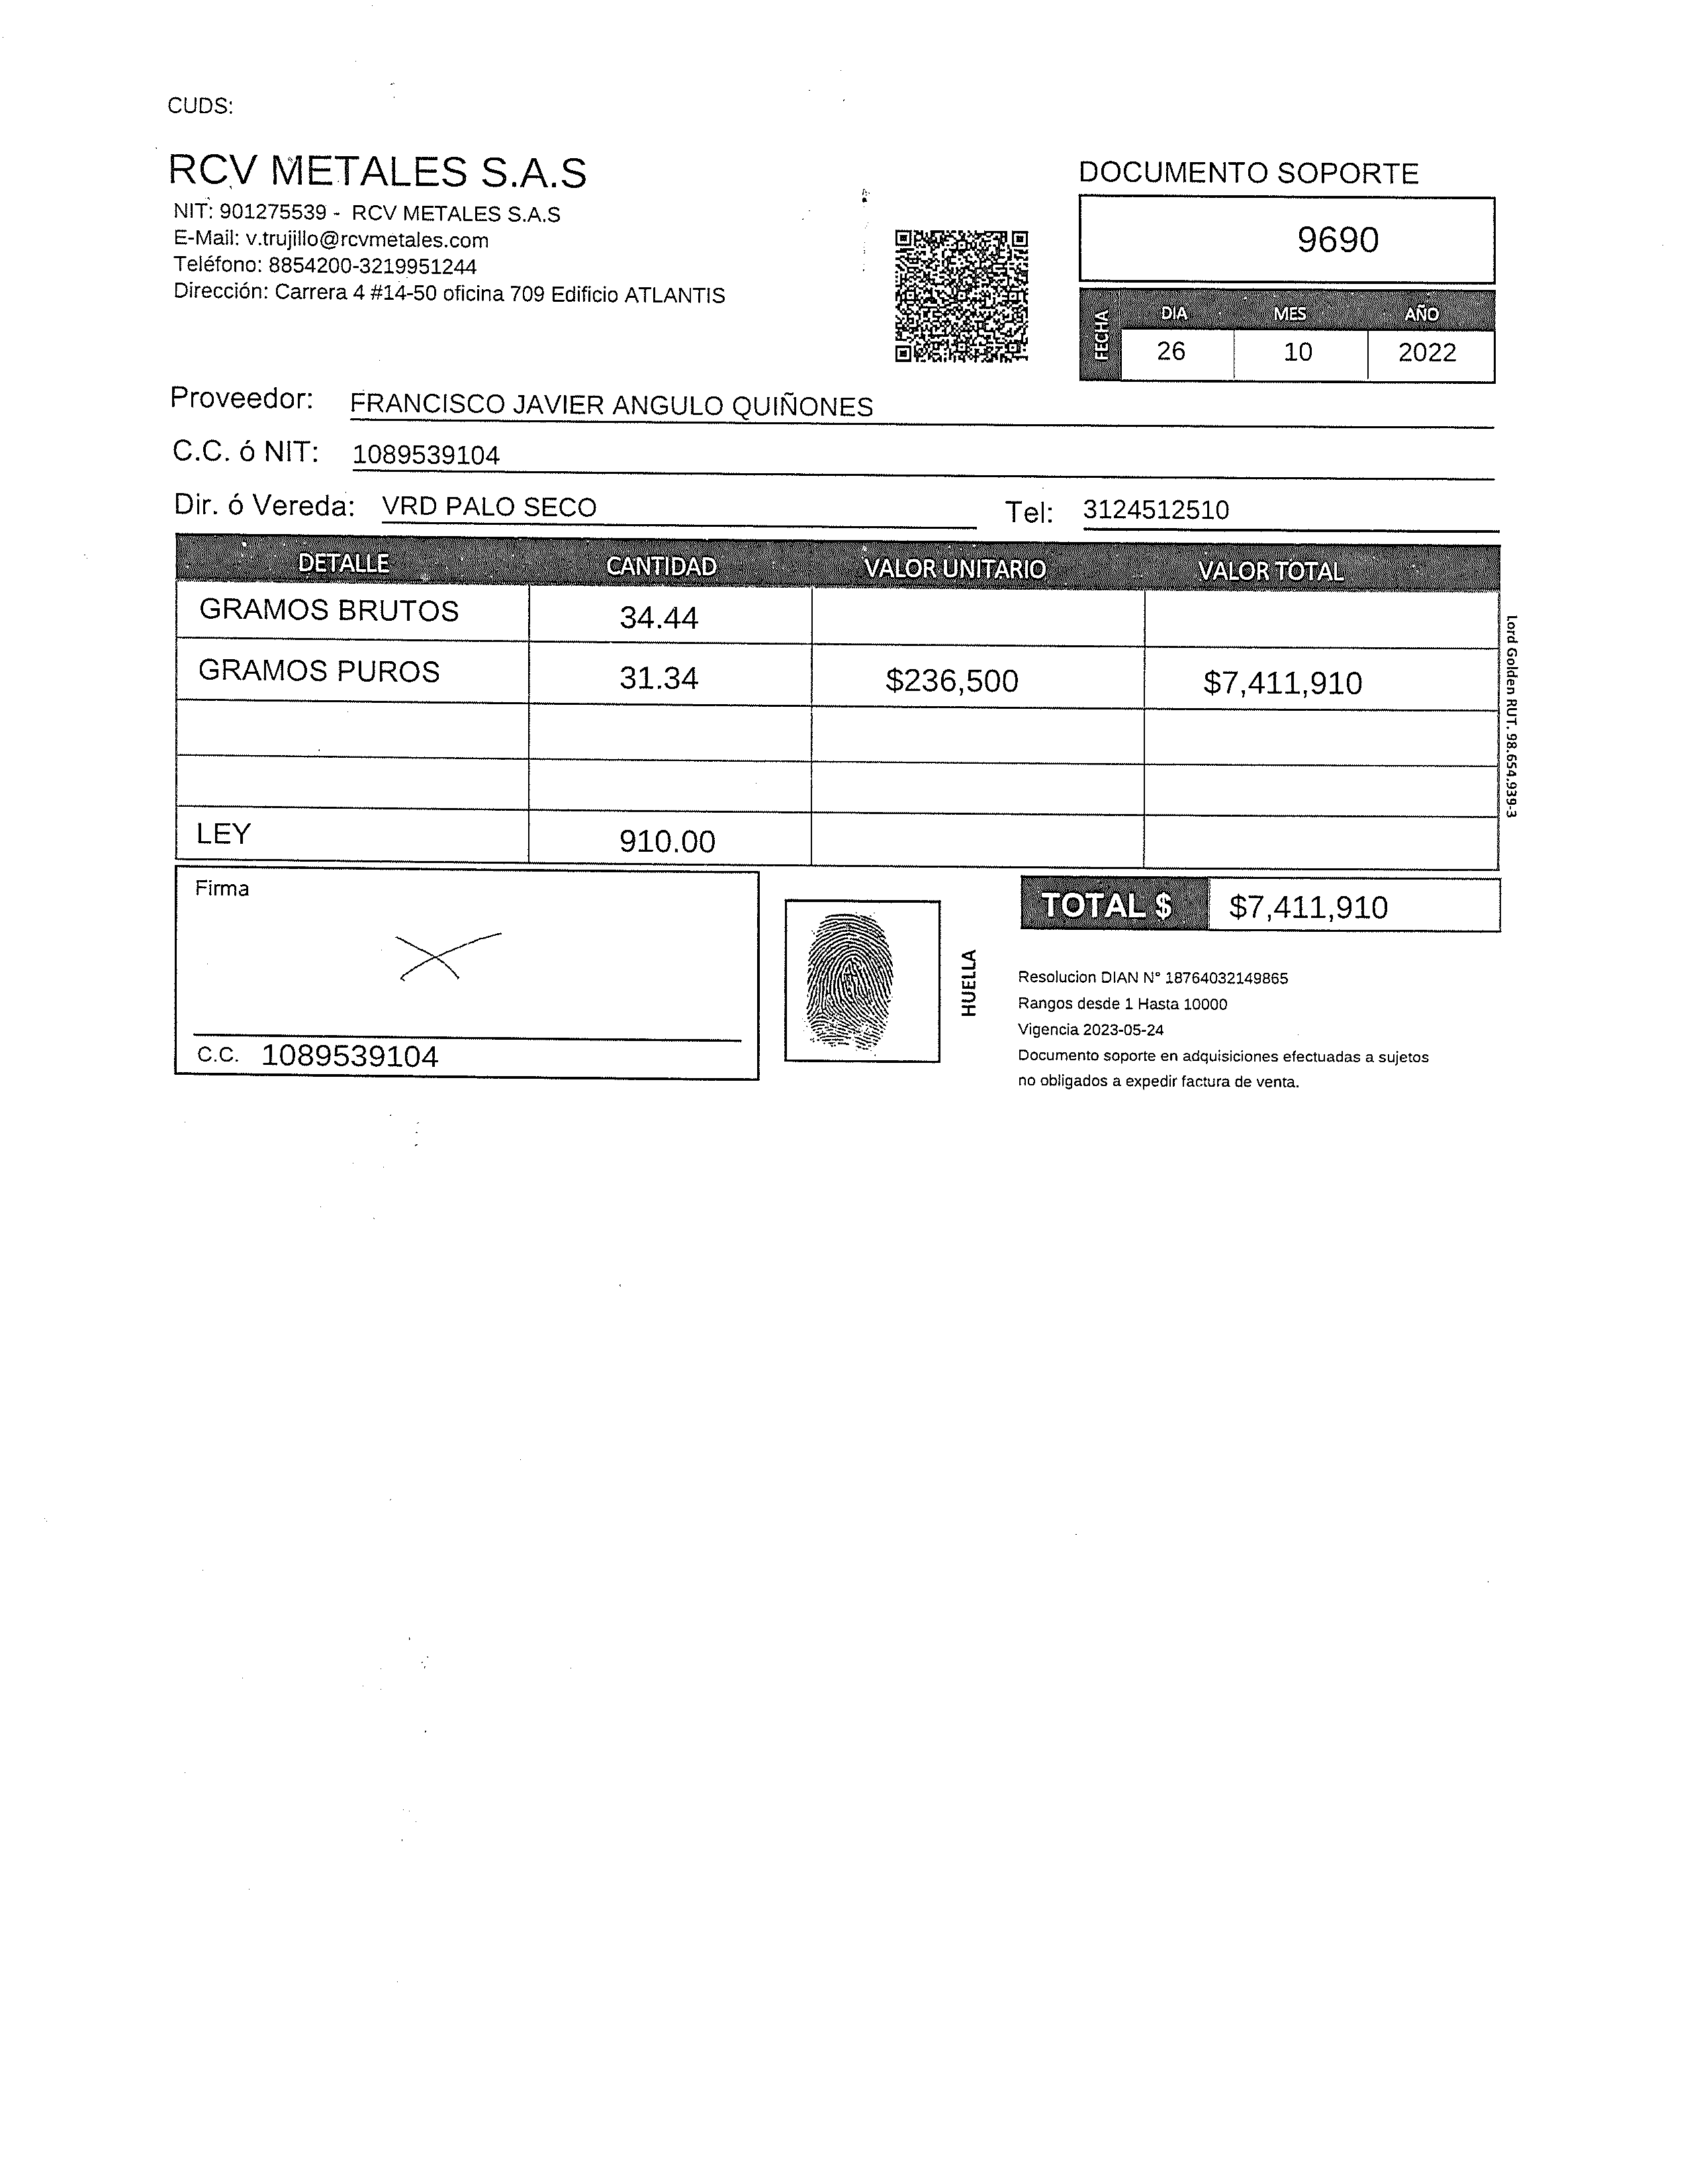 CUDS:
RCV METALES S.A.S
NIT: 901275539 - RCV METALES S.A.S
E-Mail: v.trujillo@rcvmetales.com
Teléfono: 8854200-3219951244
Dirección: Carrera 4 #14-50 oficina 709 Edificio ATLANTIS
DOCUMENTO SOPORTE
9690
FECHA
DIA MES AÑO
26 10 2022
Proveedor: FRANCISCO JAVIER ANGULO QUIÑONES
C.C. ó NIT: 1089539104
Dir. ó Vereda: VRD PALO SECO Tel: 3124512510
DETALLE CANTIDAD VALOR UNITARIO VALOR TOTAL
GRAMOS BRUTOS 34.44
GRAMOS PUROS 31.34 $236,500 $7,411,910
LEY 910.00
Lord Golden RUT. 98.654.939-3
Firma
C.C. 1089539104
HUELLA
TOTAL $ $7,411,910
Resolucion DIAN N° 18764032149865
Rangos desde 1 Hasta 10000
Vigencia 2023-05-24
Documento soporte en adquisiciones efectuadas a sujetos
no obligados a expedir factura de venta.